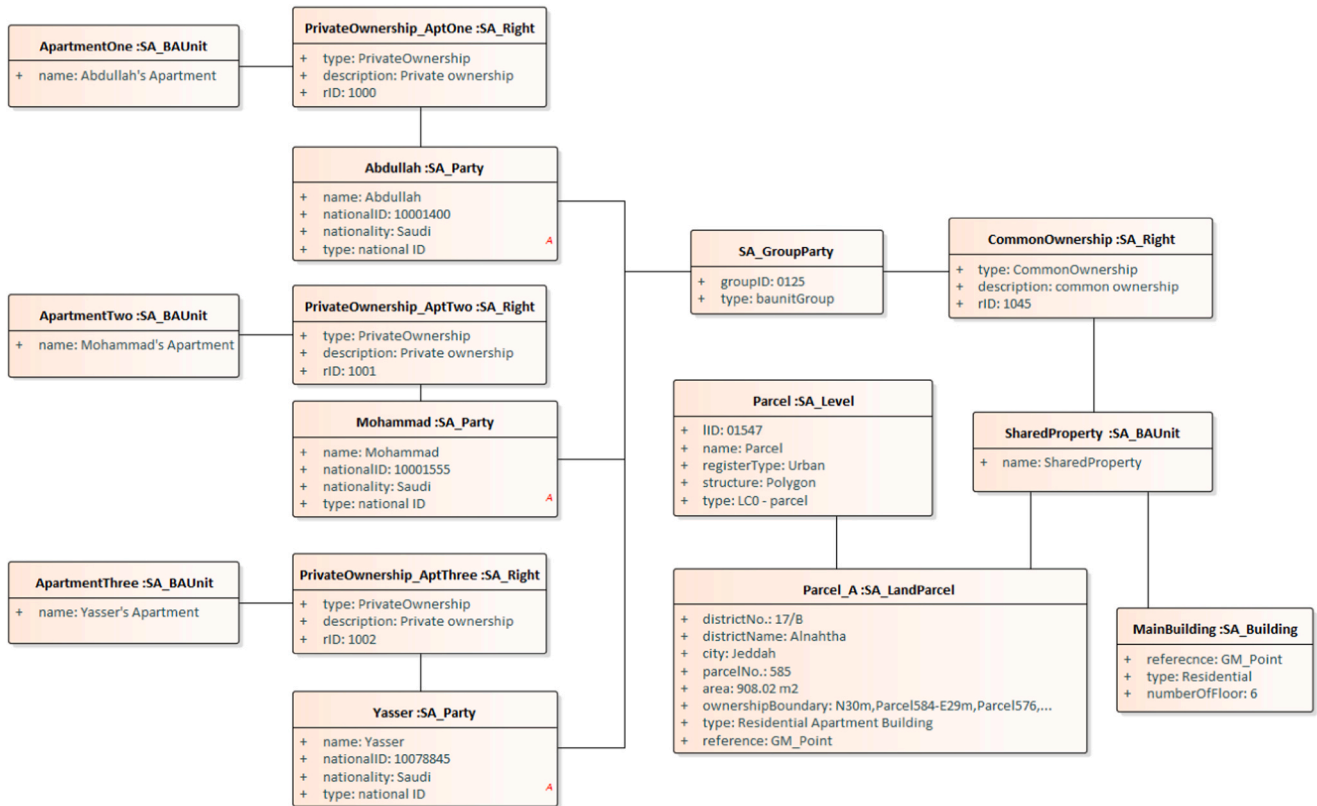 ApartmentOne :SA_BAUnit
+ name: Abdullah's Apartment
PrivateOwnership_AptOne :SA_Right
+ type: PrivateOwnership
+ description: Private ownership
+ rID: 1000
Abdullah :SA_Party
+ name: Abdullah
+ nationalID: 10001400
+ nationality: Saudi
+ type: national ID
A
ApartmentTwo :SA_BAUnit
+ name: Mohammad's Apartment
PrivateOwnership_AptTwo :SA_Right
+ type: PrivateOwnership
+ description: Private ownership
+ rID: 1001
Mohammad :SA_Party
+ name: Mohammad
+ nationalID: 10001555
+ nationality: Saudi
+ type: national ID
A
ApartmentThree :SA_BAUnit
+ name: Yasser's Apartment
PrivateOwnership_AptThree :SA_Right
+ type: PrivateOwnership
+ description: Private ownership
+ rID: 1002
Yasser :SA_Party
+ name: Yasser
+ nationalID: 10078845
+ nationality: Saudi
+ type: national ID
A
SA_GroupParty
+ groupID: 0125
+ type: baunitGroup
CommonOwnership :SA_Right
+ type: CommonOwnership
+ description: common ownership
+ rID: 1045
Parcel :SA_Level
+ lID: 01547
+ name: Parcel
+ registerType: Urban
+ structure: Polygon
+ type: LC0 - parcel
SharedProperty :SA_BAUnit
+ name: SharedProperty
Parcel_A :SA_LandParcel
+ districtNo.: 17/B
+ districtName: Alnahtha
+ city: Jeddah
+ parcelNo.: 585
+ area: 908.02 m2
+ ownershipBoundary: N30m,Parcel584-E29m,Parcel576,...
+ type: Residential Apartment Building
+ reference: GM_Point
MainBuilding :SA_Building
+ referecnce: GM_Point
+ type: Residential
+ numberOfFloor: 6